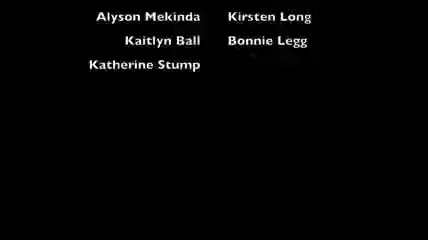 Alyson Mekinda Kirsten Long
Kaitlyn Ball Bonnie Legg
Katherine Stump